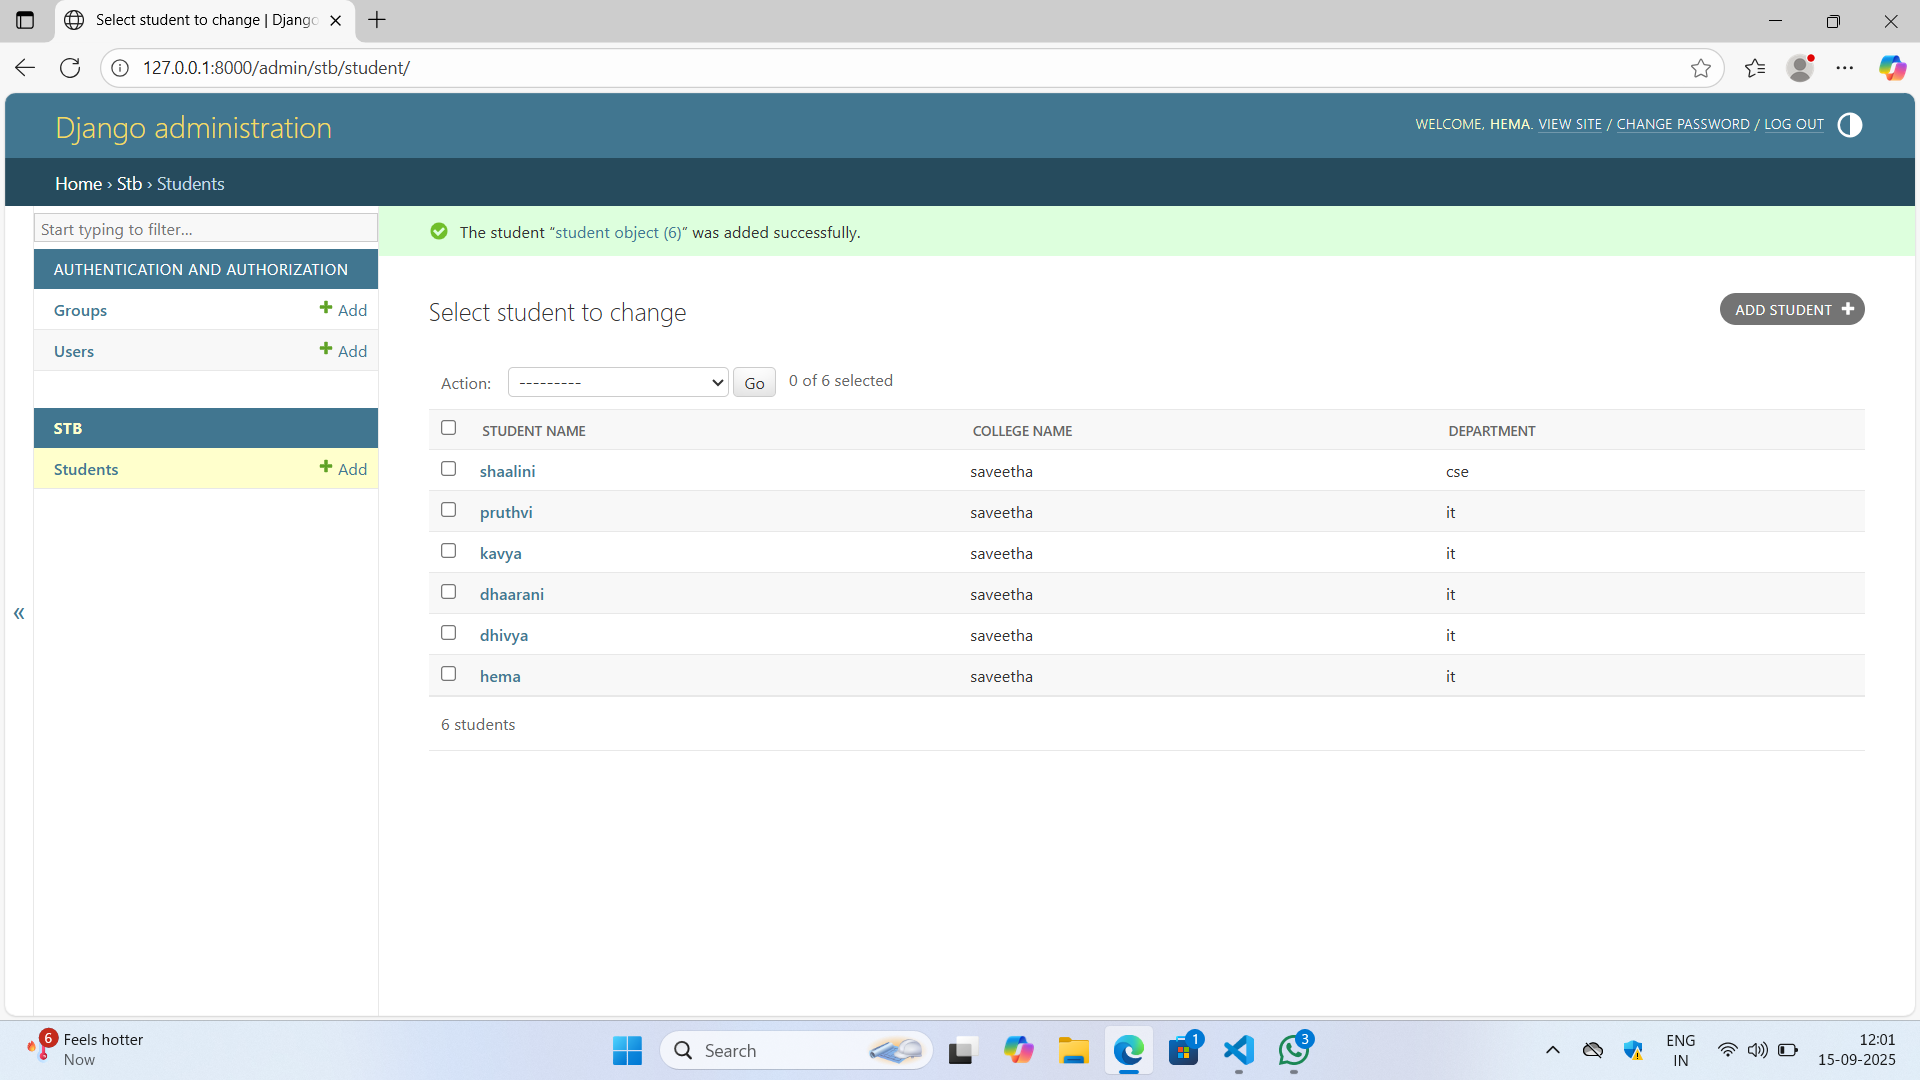 Select student to change | Django
127.0.0.1:8000/admin/stb/student/
Django administration
WELCOME, HEMA. VIEW SITE / CHANGE PASSWORD / LOG OUT
Home › Stb › Students
Start typing to filter...
The student “student object (6)” was added successfully.
AUTHENTICATION AND AUTHORIZATION
Groups Add
Users Add
STB
Students Add
«
Select student to change
ADD STUDENT
Action: --------- Go 0 of 6 selected
STUDENT NAME COLLEGE NAME DEPARTMENT
shaalini saveetha cse
pruthvi saveetha it
kavya saveetha it
dhaarani saveetha it
dhivya saveetha it
hema saveetha it
6 students
6 Feels hotter
Now
Search
1
3
ENG
IN
12:01
15-09-2025